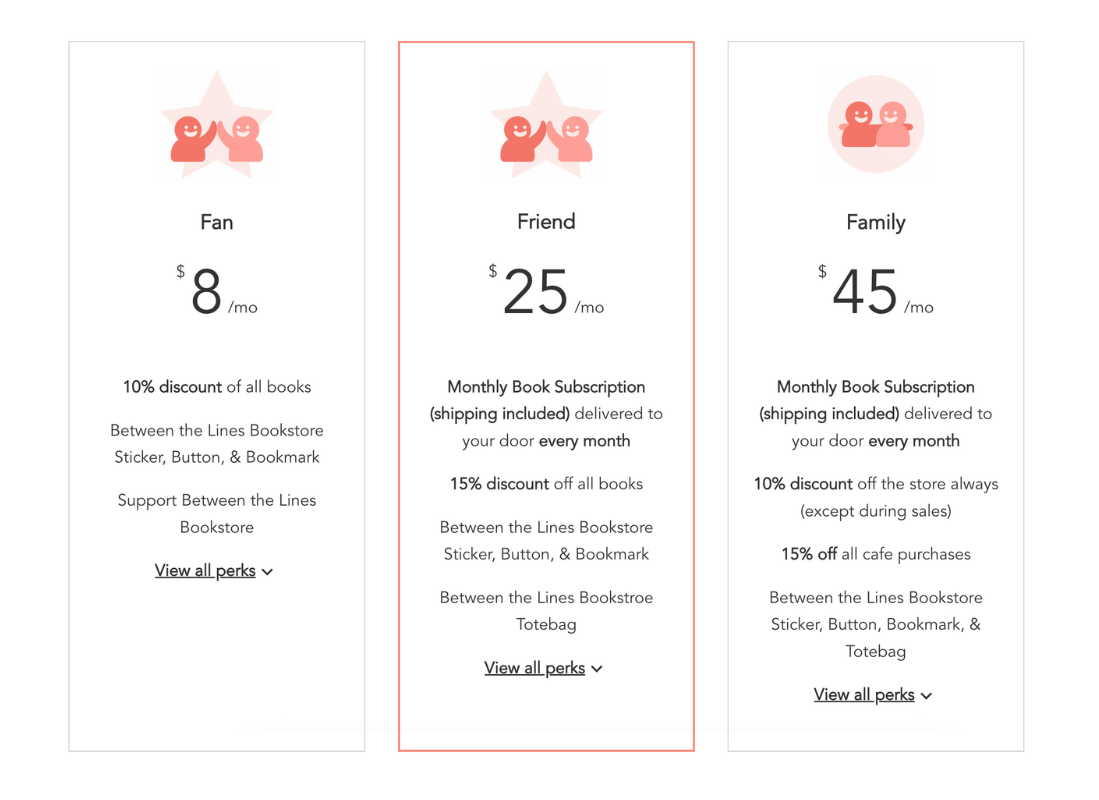 Fan
$8 /mo
10% discount of all books
Between the Lines Bookstore
Sticker, Button, & Bookmark
Support Between the Lines
Bookstore
View all perks
Friend
$25 /mo
Monthly Book Subscription
(shipping included) delivered to
your door every month
15% discount off all books
Between the Lines Bookstore
Sticker, Button, & Bookmark
Between the Lines Bookstroe
Totebag
View all perks
Family
$45 /mo
Monthly Book Subscription
(shipping included) delivered to
your door every month
10% discount off the store always
(except during sales)
15% off all cafe purchases
Between the Lines Bookstore
Sticker, Button, Bookmark, &
Totebag
View all perks